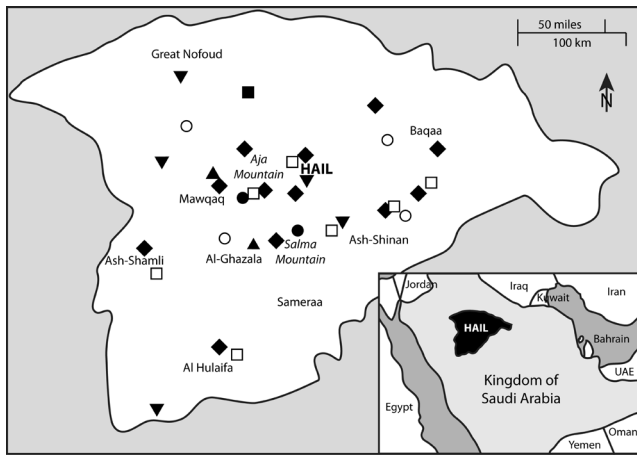 50 miles
100 km
N
Great Nofoud
Baqaa
Aja
Mountain
HAIL
Mawqaq
Ash-Shinan
Ash-Shamli
Al-Ghazala
Salma
Mountain
Sameraa
Al Hulaifa
Jordan
Iraq
Kuwait
Iran
HAIL
Bahrain
UAE
Kingdom of
Saudi Arabia
Egypt
Oman
Yemen